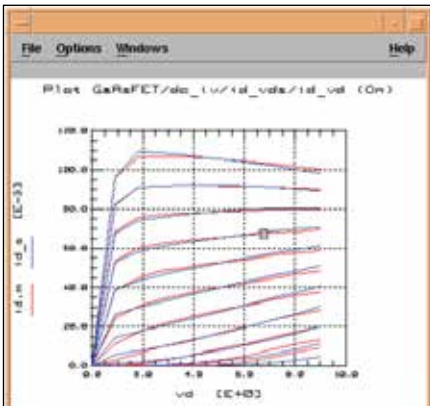 File Options Windows Help
Plot GaAsFET/dc_iv/id_vds/id_vd (On)
120.0
100.0
80.0
60.0
40.0
20.0
0.0
id.m id_s [E-3]
0.0 2.0 4.0 6.0 8.0 10.0
vd [E+0]